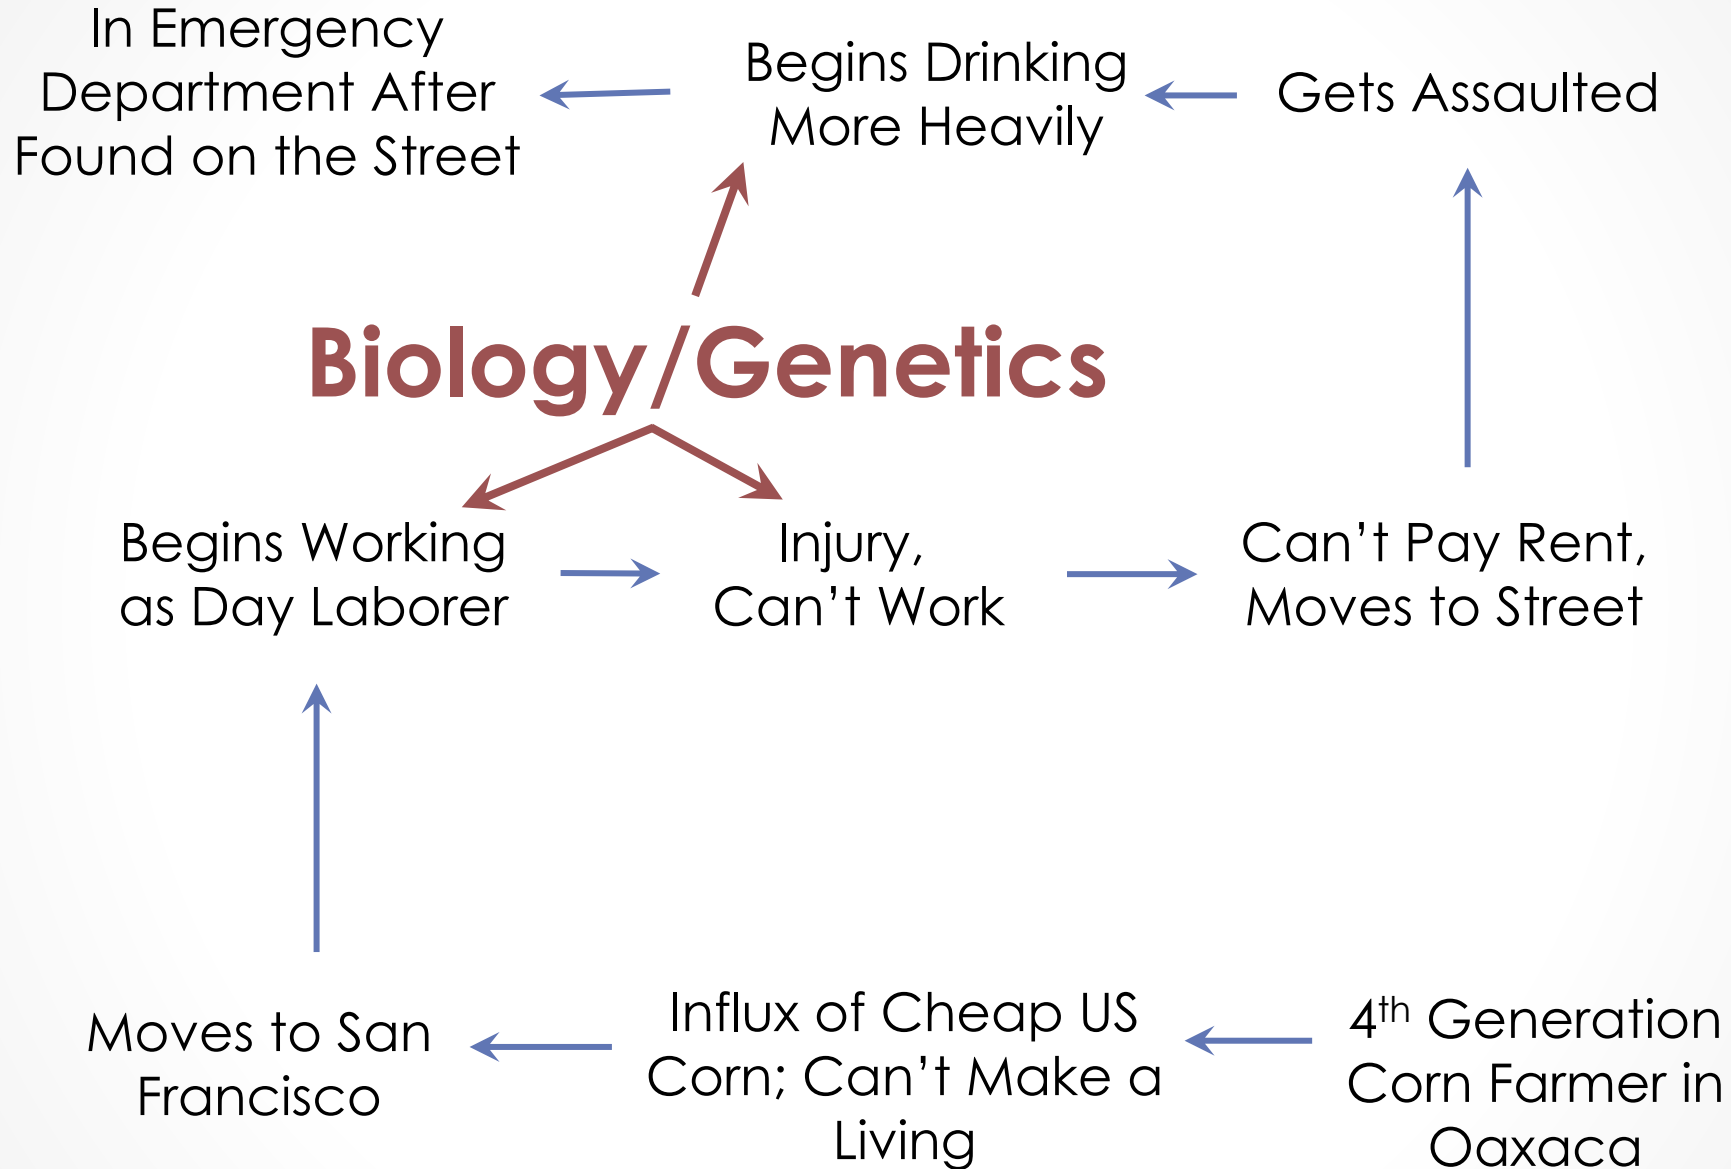 In Emergency
Department After
Found on the Street
Begins Drinking
More Heavily
Gets Assaulted
Biology/Genetics
Begins Working
as Day Laborer
Injury,
Can’t Work
Can’t Pay Rent,
Moves to Street
Moves to San
Francisco
Influx of Cheap US
Corn; Can’t Make a
Living
4th Generation
Corn Farmer in
Oaxaca